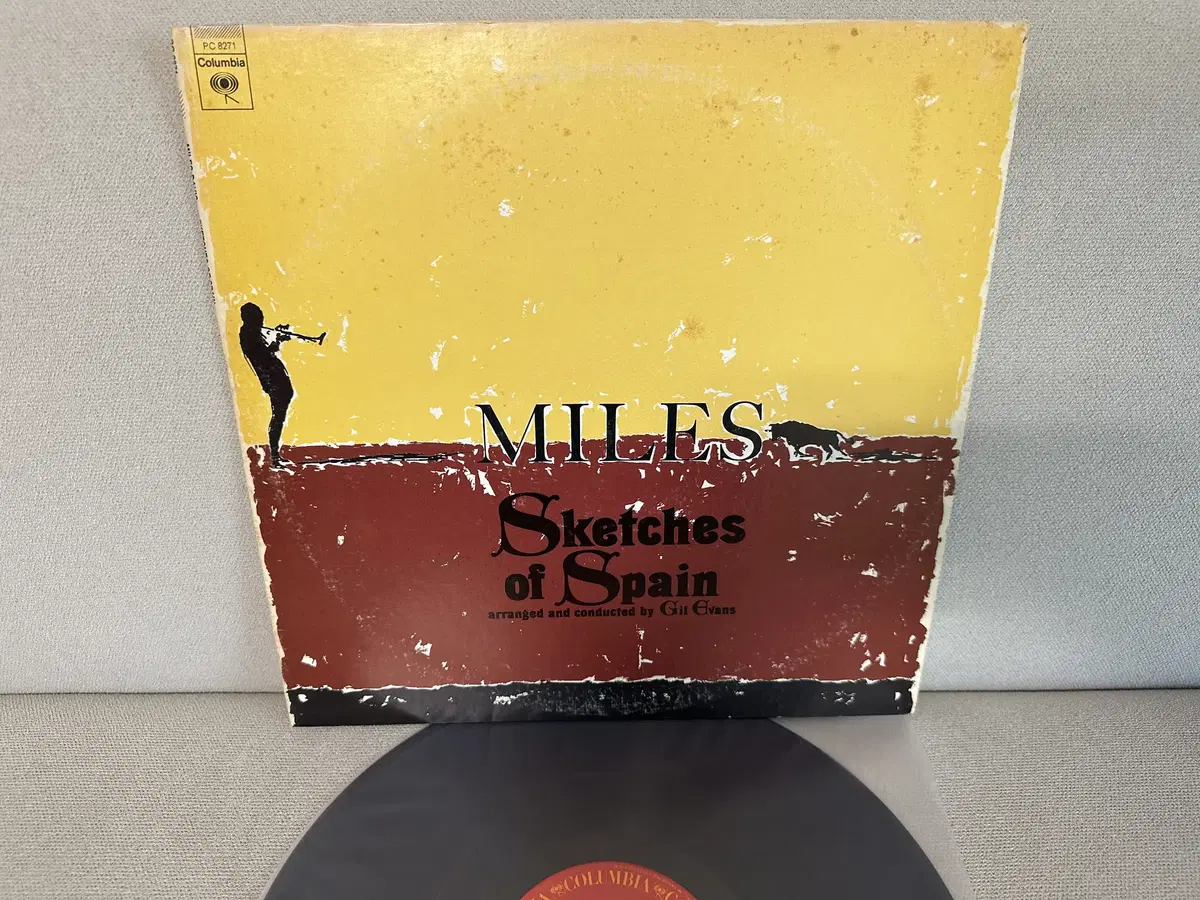 PC 8271
Columbia
MILES
Sketches
of Spain
arranged and conducted by Gil Evans
COLUMBIA